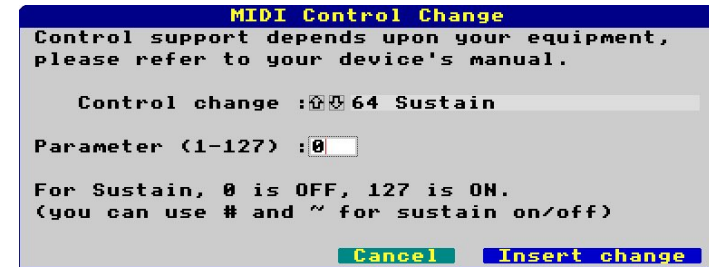 MIDI Control Change
Control support depends upon your equipment,
please refer to your device's manual.
Control change :⇧⇩64 Sustain
Parameter (1-127) :0
For Sustain, 0 is OFF, 127 is ON.
(you can use # and ~ for sustain on/off)
Cancel Insert change